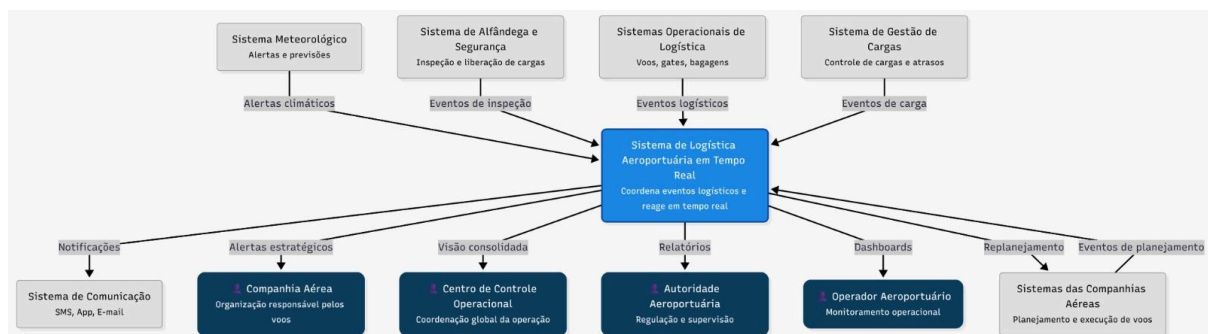 Sistema Meteorológico
Alertas e previsões
Sistema de Alfândega e
Segurança
Inspeção e liberação de cargas
Sistemas Operacionais de
Logística
Voos, gates, bagagens
Sistema de Gestão de
Cargas
Controle de cargas e atrasos
Alertas climáticos
Eventos de inspeção
Eventos logísticos
Eventos de carga
Sistema de Logística
Aeroportuária em Tempo
Real
Coordena eventos logísticos e
reage em tempo real
Notificações
Alertas estratégicos
Visão consolidada
Relatórios
Dashboards
Replanejamento
Eventos de planejamento
Sistema de Comunicação
SMS, App, E-mail
Companhia Aérea
Organização responsável pelos
voos
Centro de Controle
Operacional
Coordenação global da operação
Autoridade
Aeroportuária
Regulação e supervisão
Operador Aeroportuário
Monitoramento operacional
Sistemas das Companhias
Aéreas
Planejamento e execução de voos